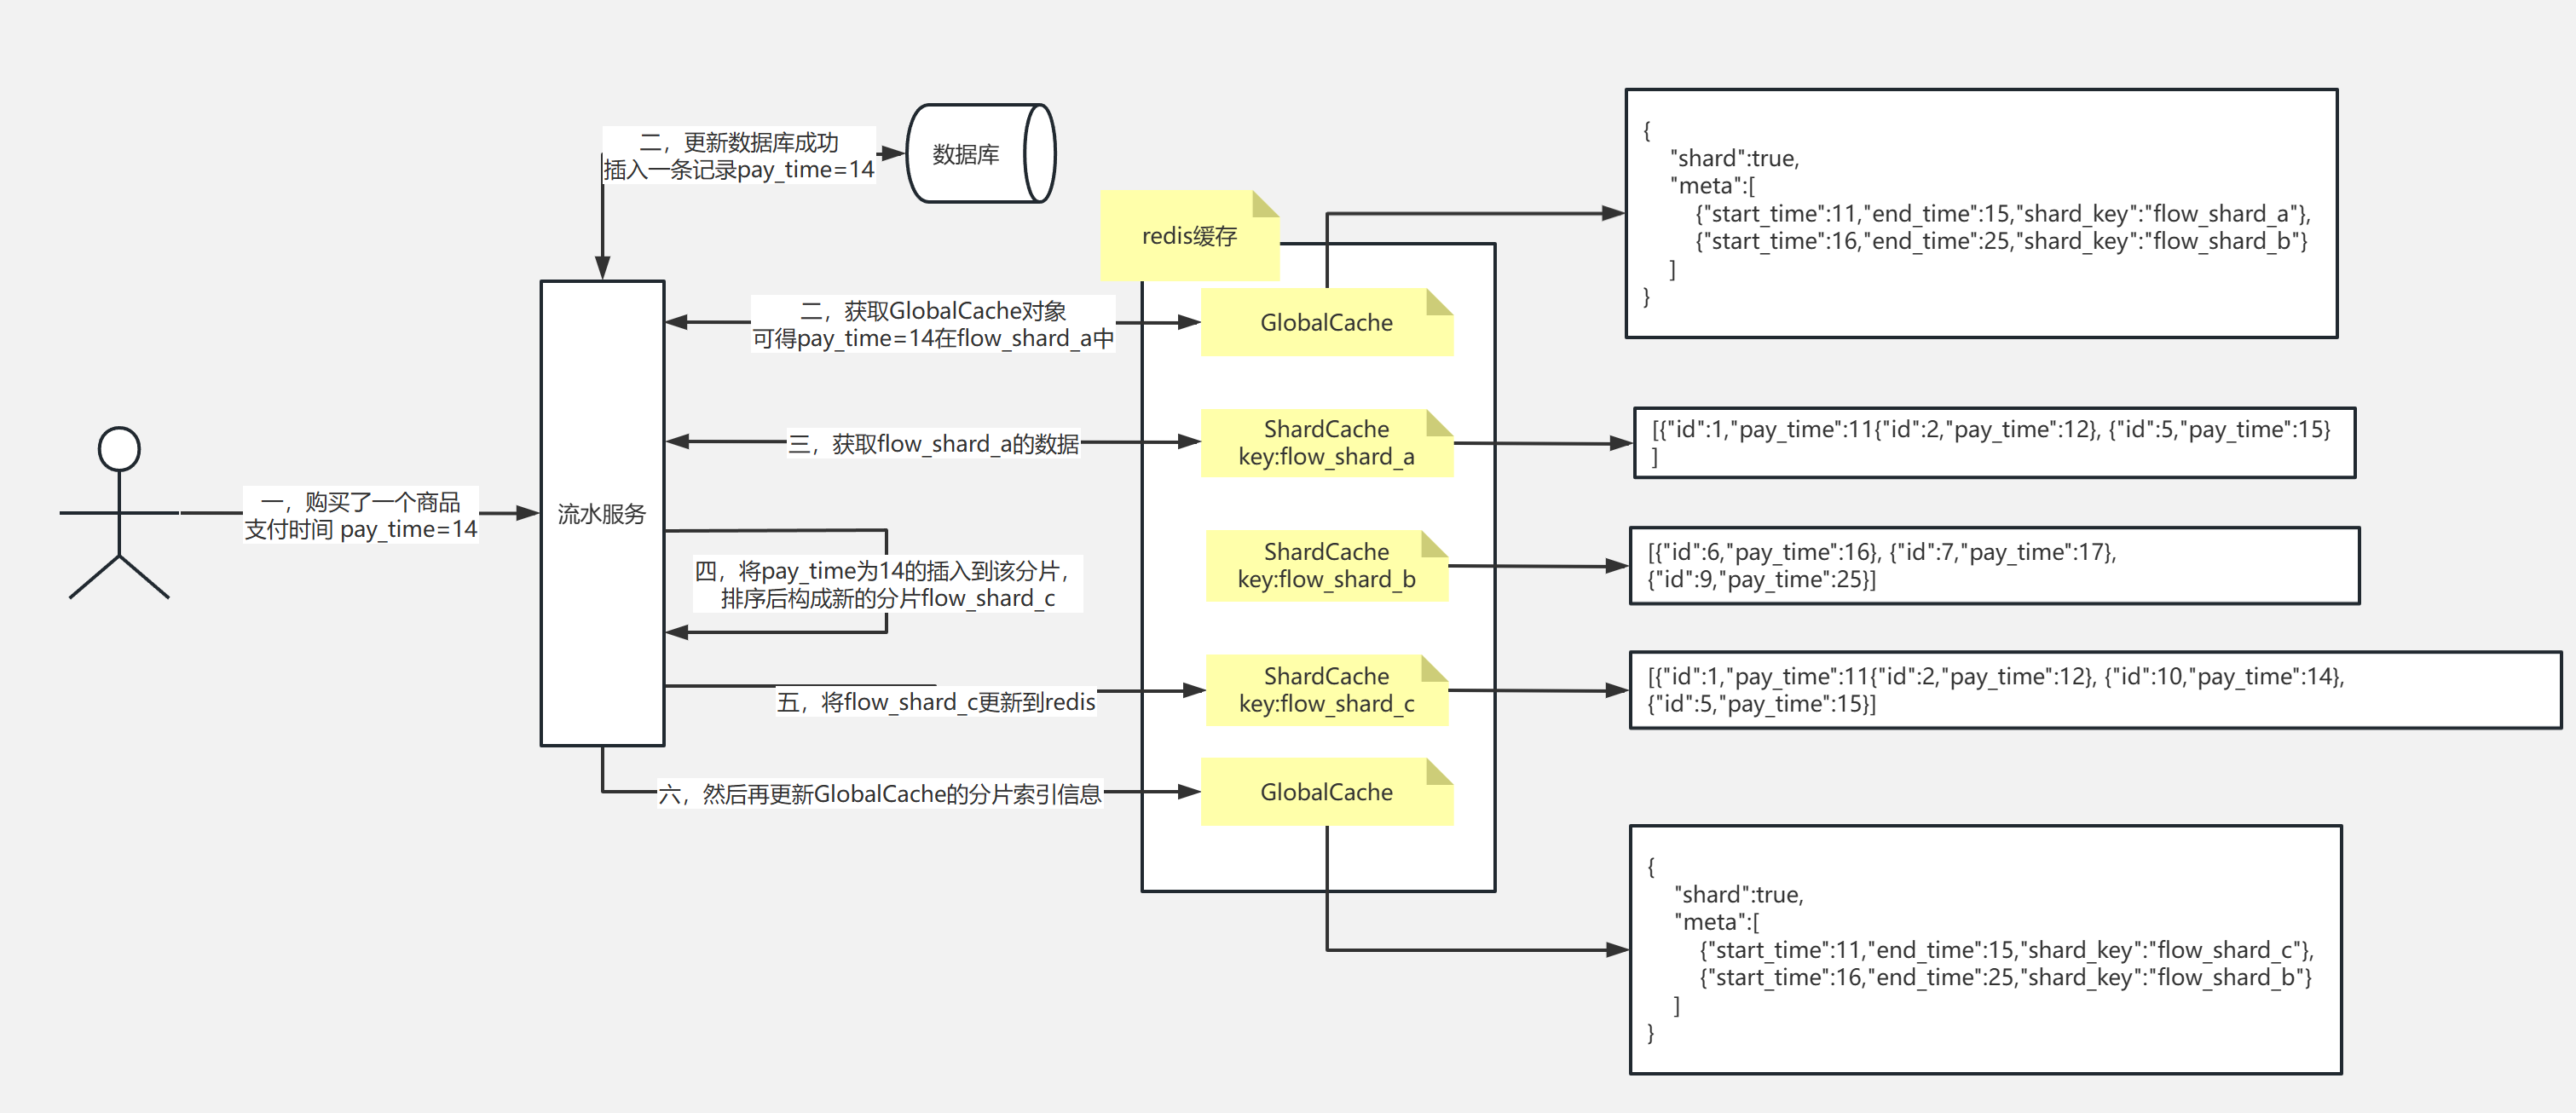 二，更新数据库成功
插入一条记录pay_time=14
数据库
redis缓存
{
"shard":true,
"meta":[
{"start_time":11,"end_time":15,"shard_key":"flow_shard_a"},
{"start_time":16,"end_time":25,"shard_key":"flow_shard_b"}
]
}
二，获取GlobalCache对象
可得pay_time=14在flow_shard_a中
GlobalCache
三，获取flow_shard_a的数据
ShardCache
key:flow_shard_a
[{"id":1,"pay_time":11{"id":2,"pay_time":12}, {"id":5,"pay_time":15}
]
一，购买了一个商品
支付时间 pay_time=14
流水服务
四，将pay_time为14的插入到该分片，
排序后构成新的分片flow_shard_c
ShardCache
key:flow_shard_b
[{"id":6,"pay_time":16}, {"id":7,"pay_time":17},
{"id":9,"pay_time":25}]
五，将flow_shard_c更新到redis
ShardCache
key:flow_shard_c
[{"id":1,"pay_time":11{"id":2,"pay_time":12}, {"id":10,"pay_time":14},
{"id":5,"pay_time":15}]
六，然后再更新GlobalCache的分片索引信息
GlobalCache
{
"shard":true,
"meta":[
{"start_time":11,"end_time":15,"shard_key":"flow_shard_c"},
{"start_time":16,"end_time":25,"shard_key":"flow_shard_b"}
]
}